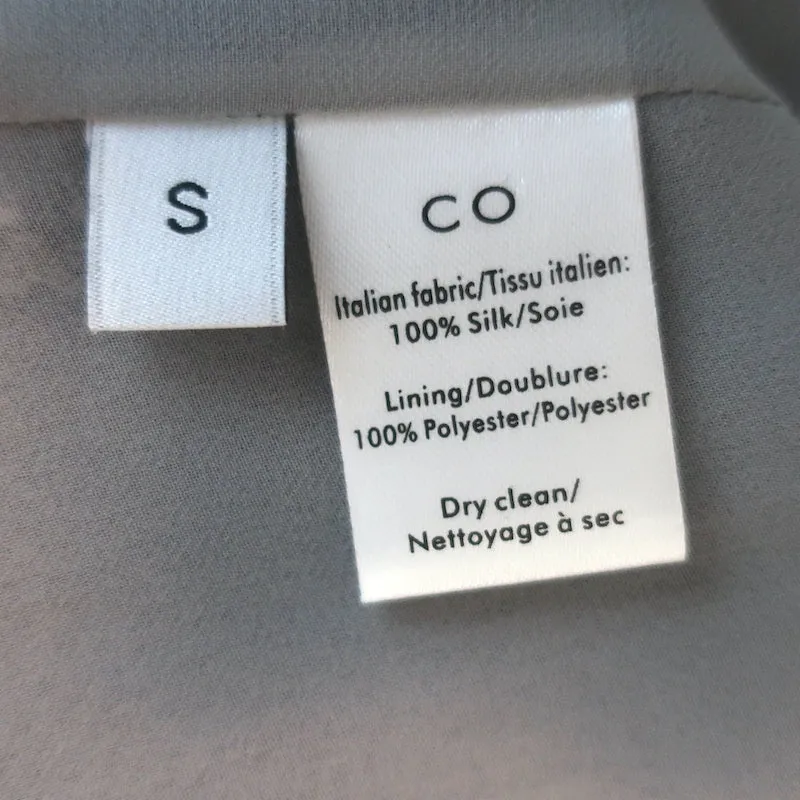 S
CO
Italian fabric/Tissu italien:
100% Silk/Soie
Lining/Doublure:
100% Polyester/Polyester
Dry clean/
Nettoyage à sec